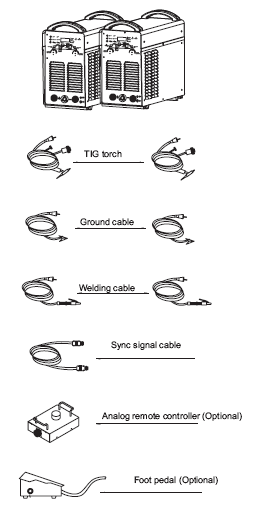 TIG torch
Ground cable
Welding cable
Sync signal cable
Analog remote controller (Optional)
Foot pedal (Optional)